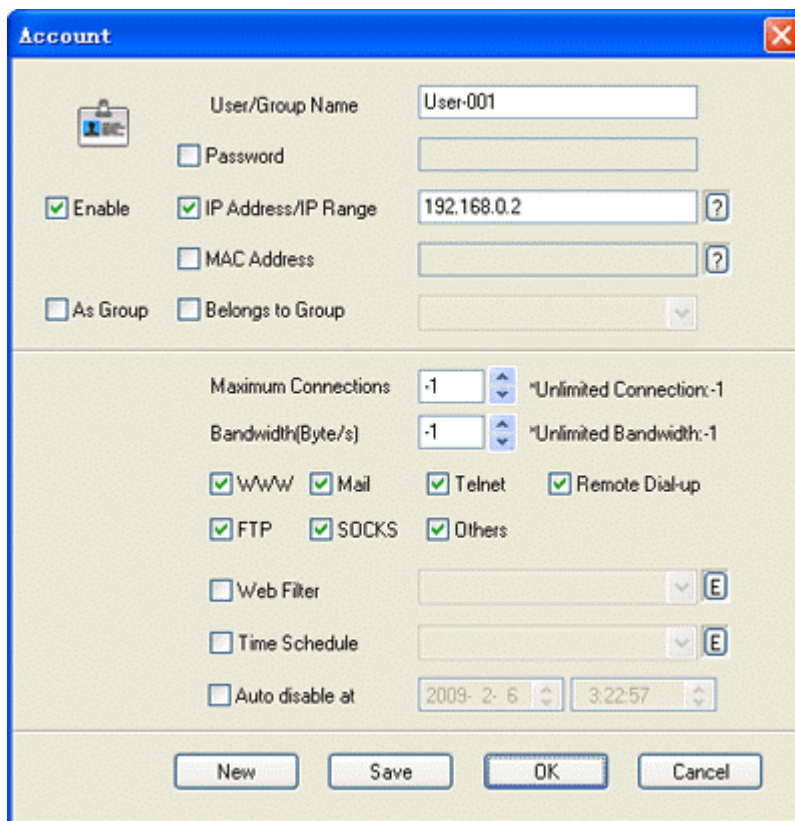 Account
User/Group Name User-001
Password
Enable IP Address/IP Range 192.168.0.2 ?
MAC Address ?
As Group Belongs to Group
Maximum Connections -1 *Unlimited Connection:-1
Bandwidth(Byte/s) -1 *Unlimited Bandwidth:-1
WWW Mail Telnet Remote Dial-up
FTP SOCKS Others
Web Filter E
Time Schedule E
Auto disable at 2009- 2- 6 3:22:57
New Save OK Cancel